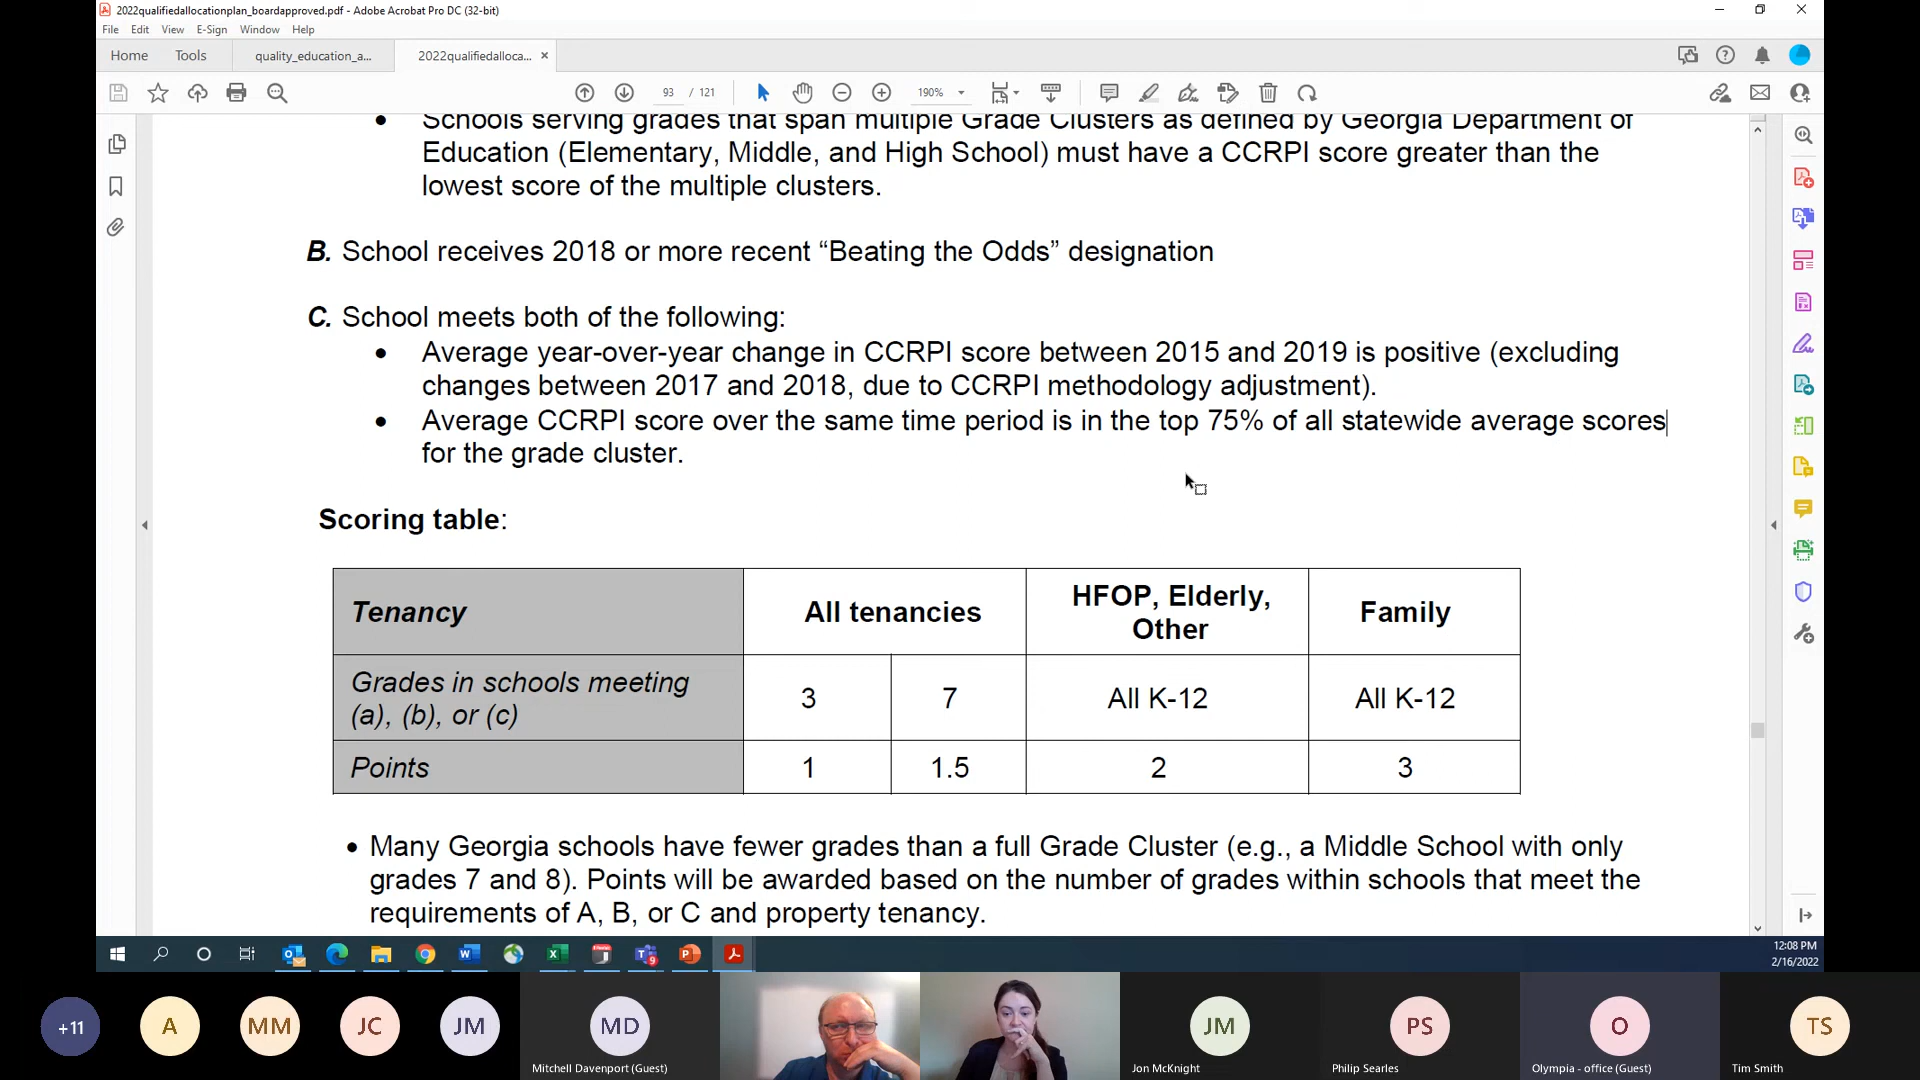 2022qualifiedallocationplan_boardapproved.pdf - Adobe Acrobat Pro DC (32-bit)
File Edit View E-Sign Window Help
Home Tools quality_education_a... 2022qualifiedalloca... ×
93 / 121 190%
• Schools serving grades that span multiple Grade Clusters as defined by Georgia Department of
Education (Elementary, Middle, and High School) must have a CCRPI score greater than the
lowest score of the multiple clusters.
B. School receives 2018 or more recent “Beating the Odds” designation
C. School meets both of the following:
• Average year-over-year change in CCRPI score between 2015 and 2019 is positive (excluding
changes between 2017 and 2018, due to CCRPI methodology adjustment).
• Average CCRPI score over the same time period is in the top 75% of all statewide average scores
for the grade cluster.
Scoring table:
Tenancy All tenancies HFOP, Elderly,
Other Family
Grades in schools meeting
(a), (b), or (c) 3 7 All K-12 All K-12
Points 1 1.5 2 3
• Many Georgia schools have fewer grades than a full Grade Cluster (e.g., a Middle School with only
grades 7 and 8). Points will be awarded based on the number of grades within schools that meet the
requirements of A, B, or C and property tenancy.
12:08 PM
2/16/2022
+11 A MM JC JM MD JM PS O TS
Mitchell Davenport (Guest) Jon McKnight Philip Searles Olympia - office (Guest) Tim Smith